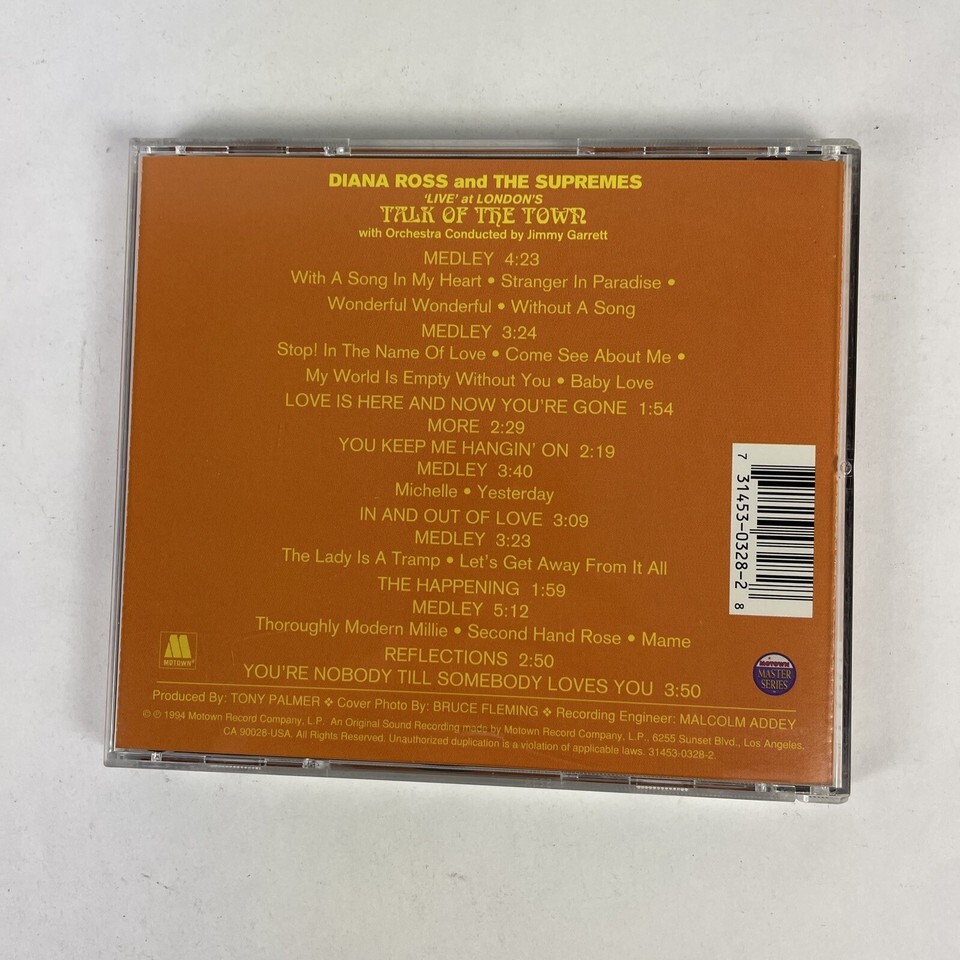 DIANA ROSS and THE SUPREMES
'LIVE' at LONDON'S
TALK OF THE TOWN
with Orchestra Conducted by Jimmy Garrett
MEDLEY 4:23
With A Song In My Heart • Stranger In Paradise •
Wonderful Wonderful • Without A Song
MEDLEY 3:24
Stop! In The Name Of Love • Come See About Me •
My World Is Empty Without You • Baby Love
LOVE IS HERE AND NOW YOU'RE GONE 1:54
MORE 2:29
YOU KEEP ME HANGIN' ON 2:19
MEDLEY 3:40
Michelle • Yesterday
IN AND OUT OF LOVE 3:09
MEDLEY 3:23
The Lady Is A Tramp • Let's Get Away From It All
THE HAPPENING 1:59
MEDLEY 5:12
Thoroughly Modern Millie • Second Hand Rose • Mame
REFLECTIONS 2:50
YOU'RE NOBODY TILL SOMEBODY LOVES YOU 3:50
7 31453-0328-2 8
MOTOWN®
MOTOWN
MASTER
SERIES
Produced By: TONY PALMER ❖ Cover Photo By: BRUCE FLEMING ❖ Recording Engineer: MALCOLM ADDEY
℗ © 1994 Motown Record Company, L.P. An Original Sound Recording made by Motown Record Company, L.P., 6255 Sunset Blvd., Los Angeles,
CA 90028-USA. All Rights Reserved. Unauthorized duplication is a violation of applicable laws. 31453-0328-2.